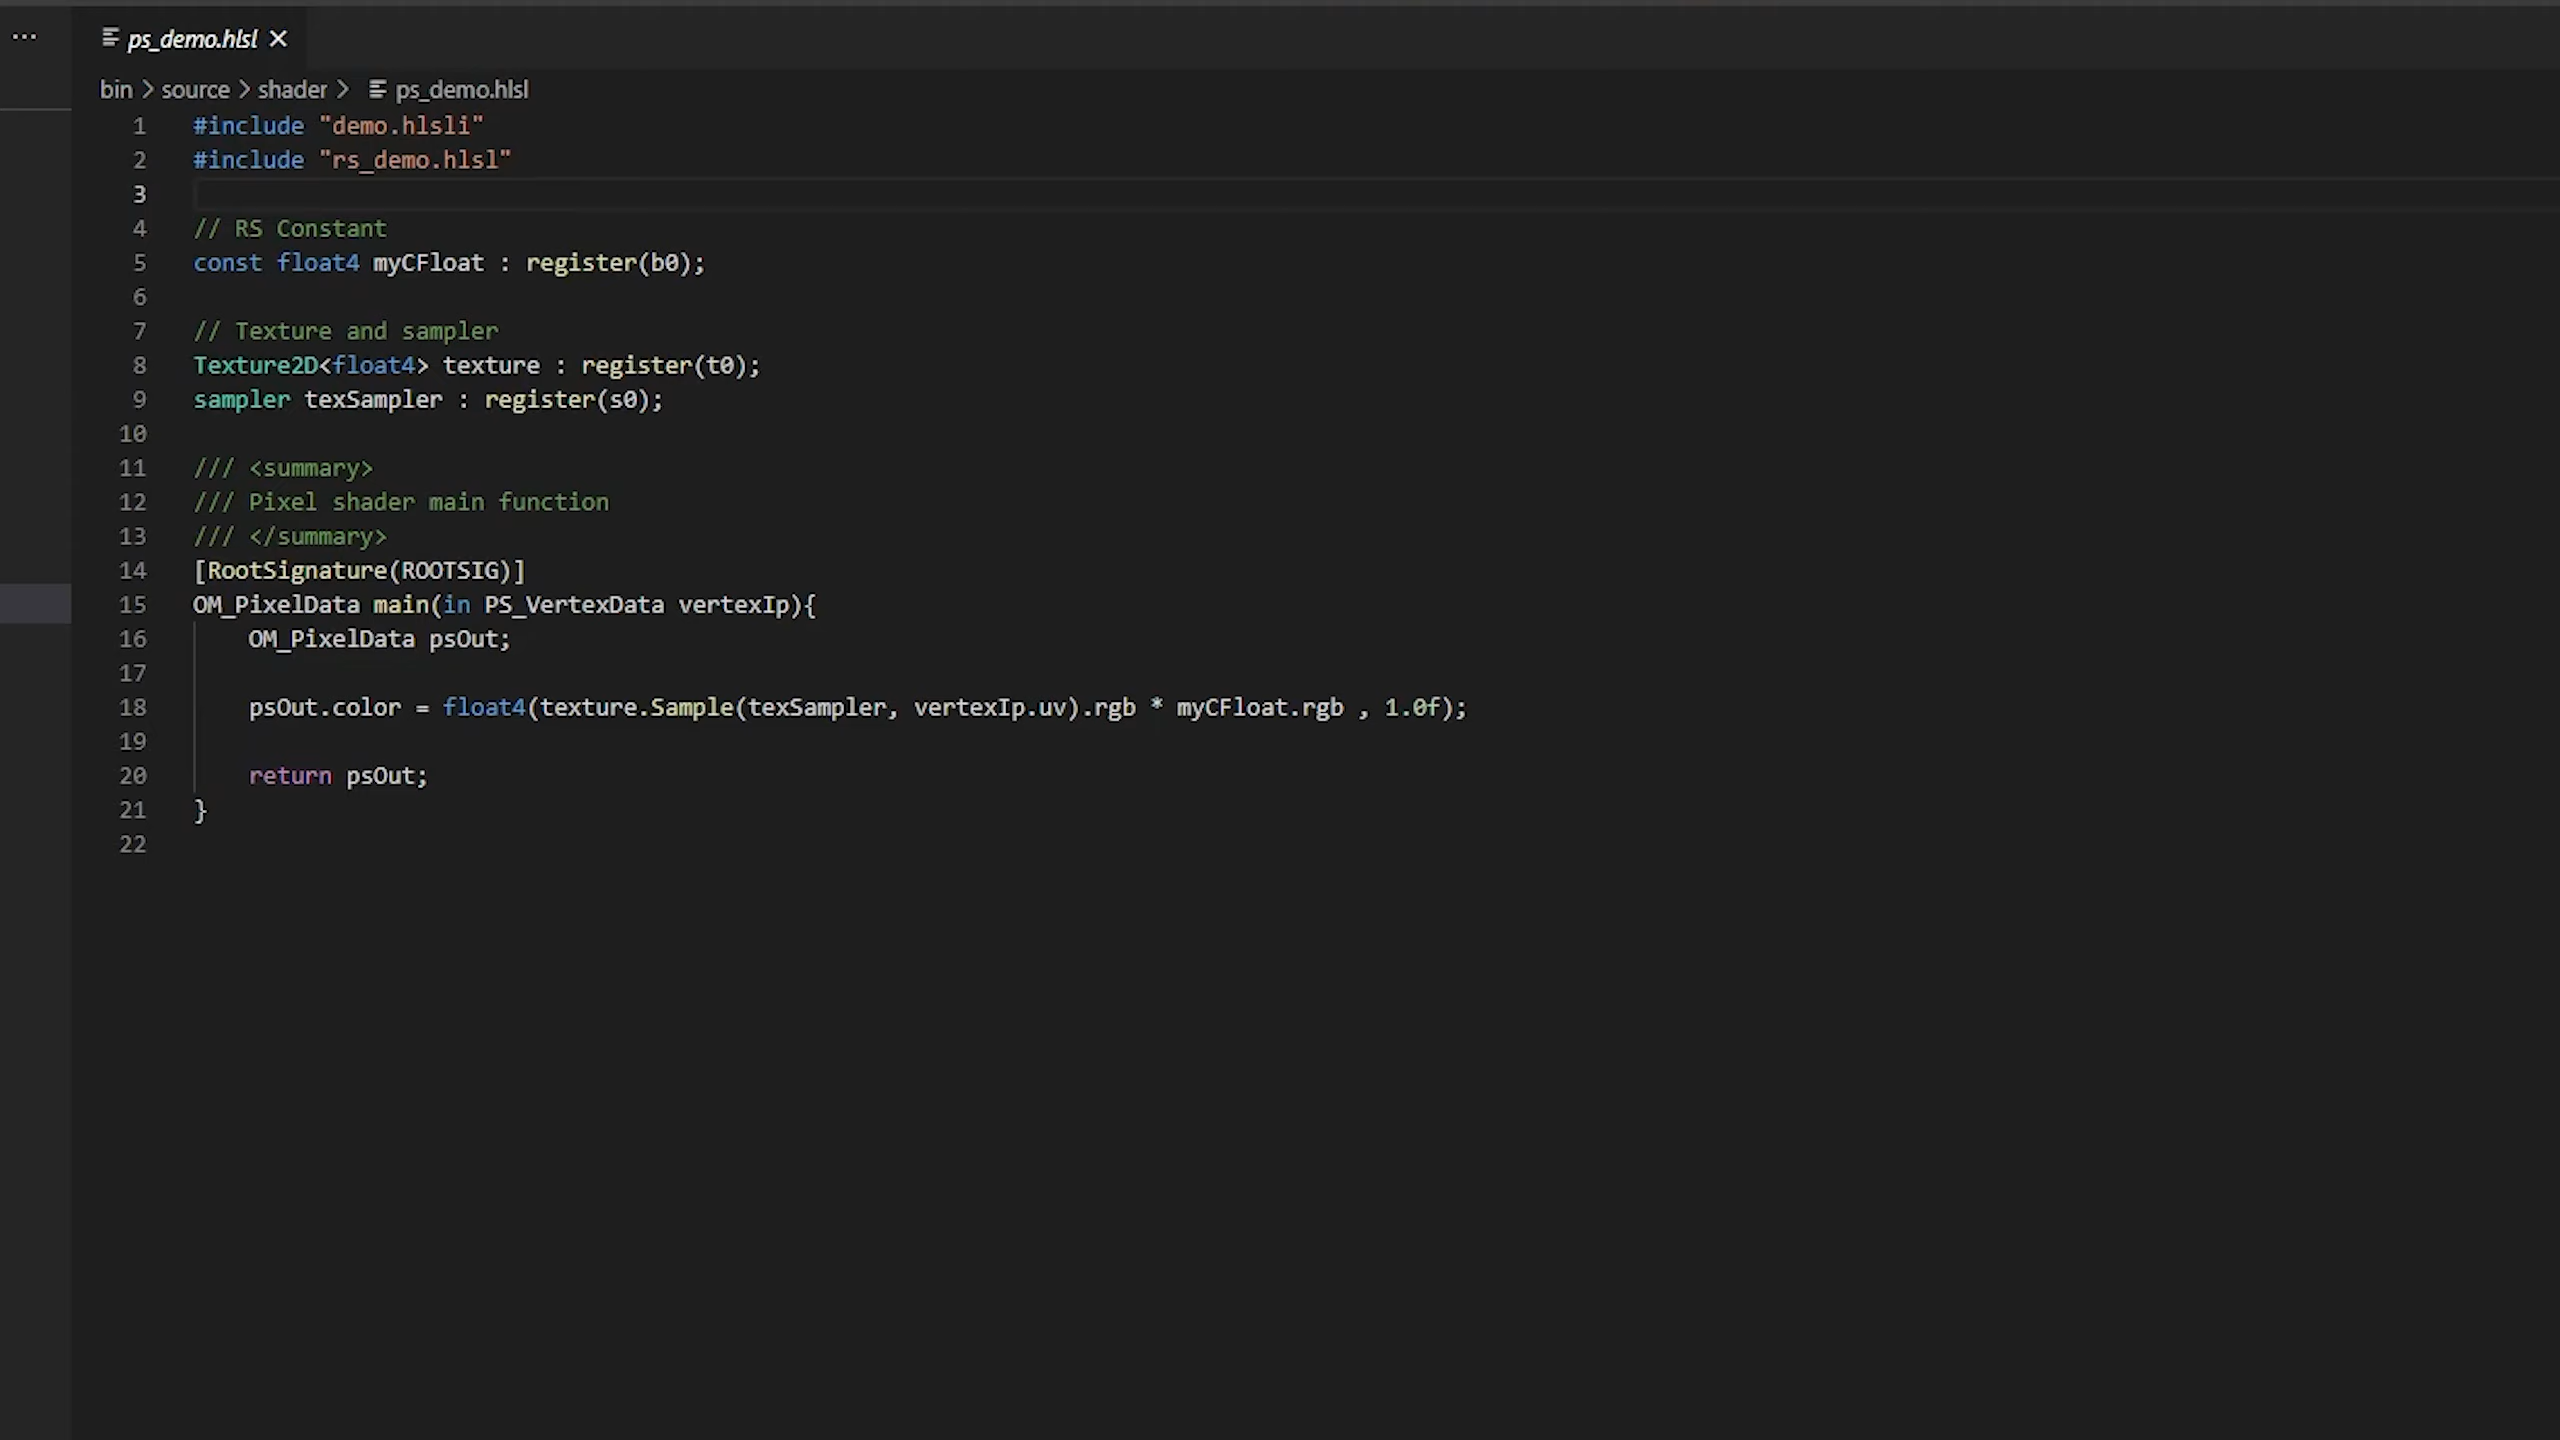 ...
ps_demo.hlsl
bin > source > shader > ps_demo.hlsl
1 #include "demo.hlsli"
2 #include "rs_demo.hlsl"
3
4 // RS Constant
5 const float4 myCFloat : register(b0);
6
7 // Texture and sampler
8 Texture2D<float4> texture : register(t0);
9 sampler texSampler : register(s0);
10
11 /// <summary>
12 /// Pixel shader main function
13 /// </summary>
14 [RootSignature(ROOTSIG)]
15 OM_PixelData main(in PS_VertexData vertexIp){
16     OM_PixelData psOut;
17
18     psOut.color = float4(texture.Sample(texSampler, vertexIp.uv).rgb * myCFloat.rgb , 1.0f);
19
20     return psOut;
21 }
22